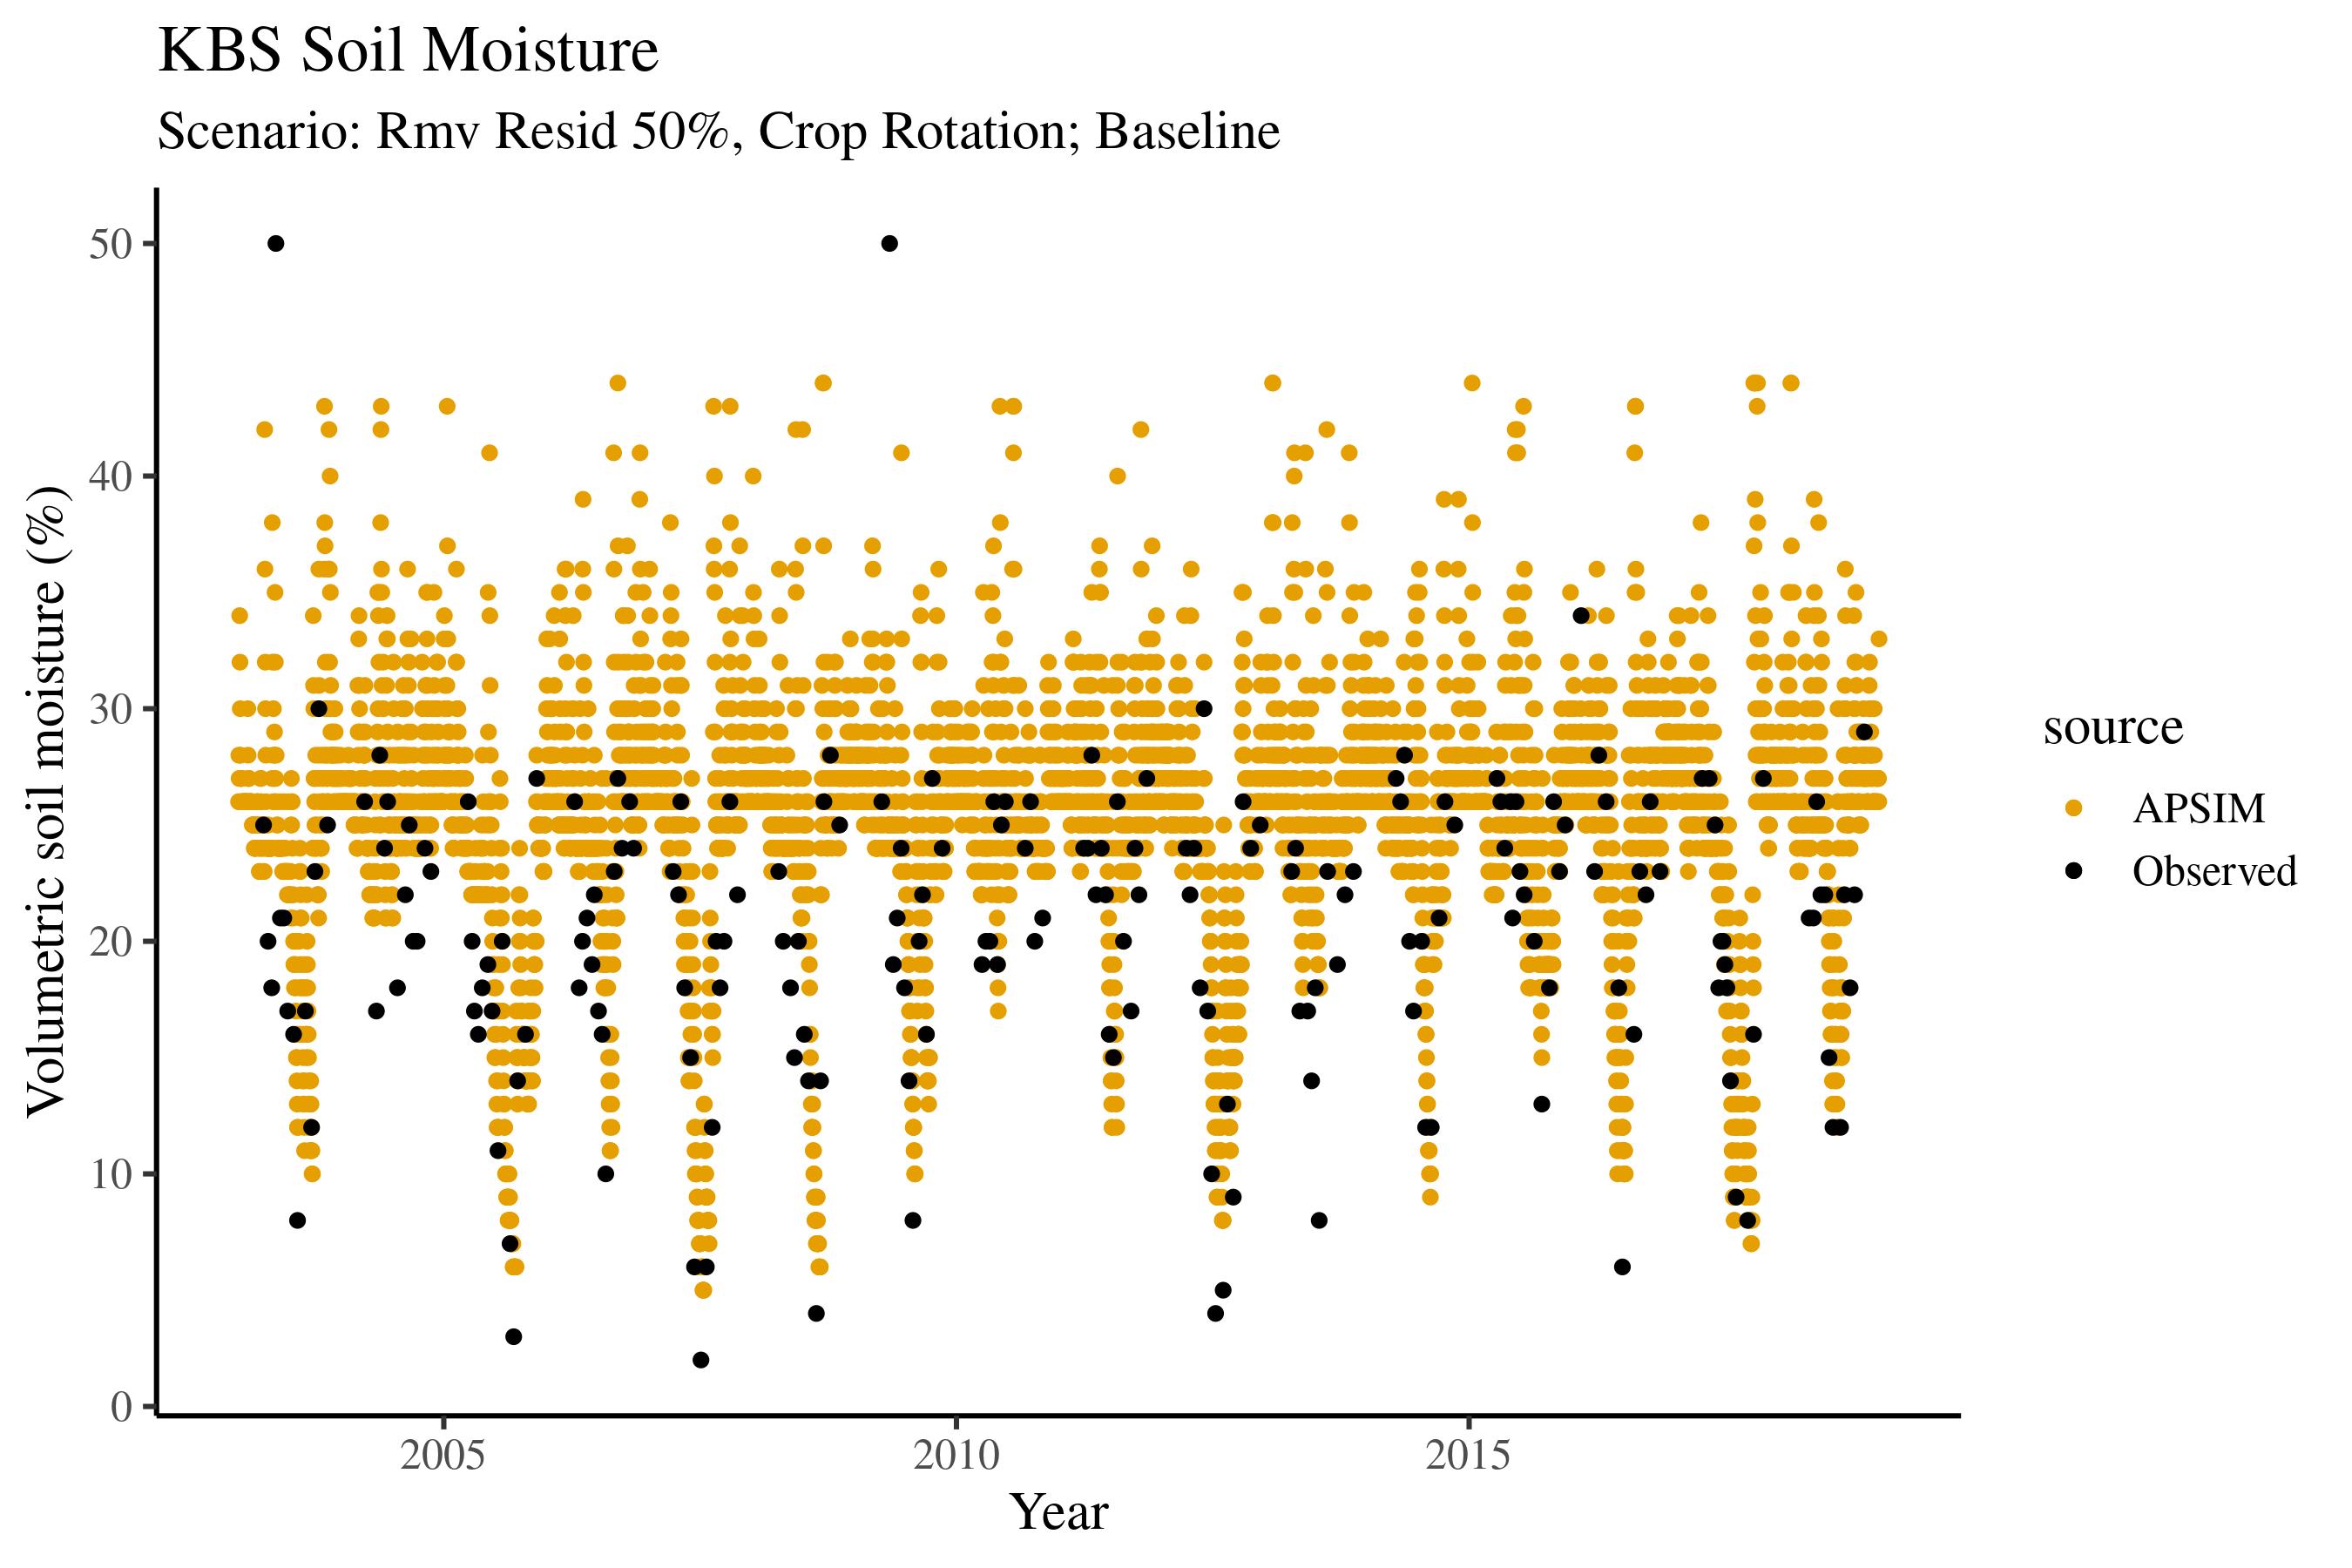 KBS Soil Moisture
Scenario: Rmv Resid 50%, Crop Rotation; Baseline
Volumetric soil moisture (%)
50
40
30
20
10
0
2005 2010 2015
Year
source
APSIM
Observed